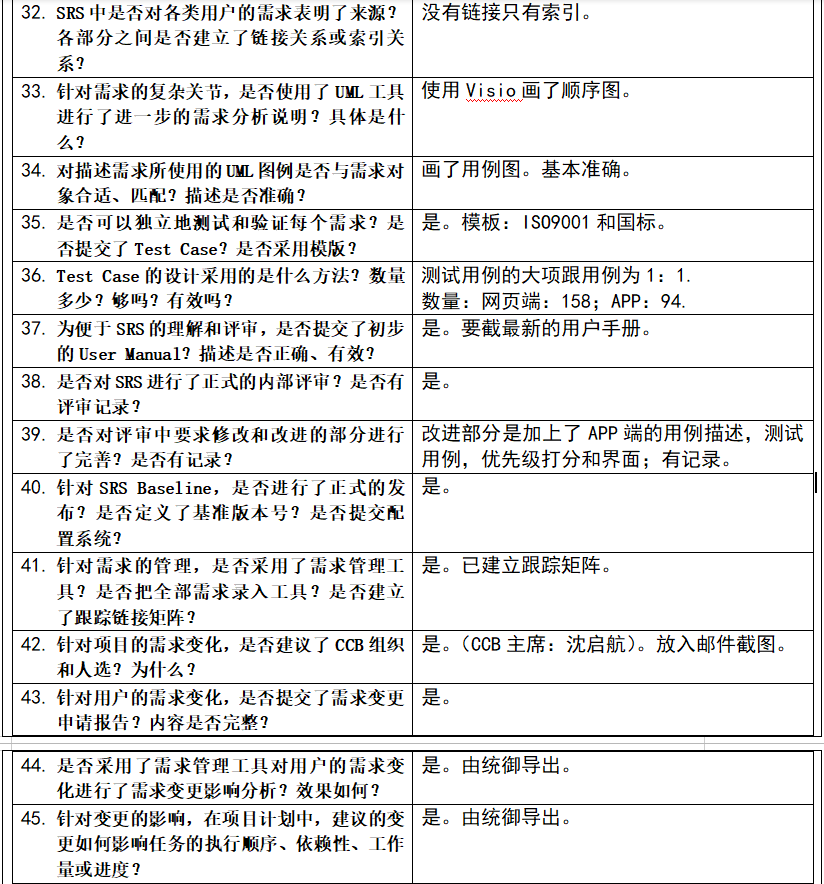 32. SRS 中是否对各类用户的需求表明了来源？
各部分之间是否建立了链接关系或索引关
系？
没有链接只有索引。
33. 针对需求的复杂关节，是否使用了 UML 工具
进行了进一步的需求分析说明？具体是什
么？
使用 Visio 画了顺序图。
34. 对描述需求所使用的 UML 图例是否与需求对
象合适、匹配？描述是否准确？
画了用例图。基本准确。
35. 是否可以独立地测试和验证每个需求？是
否提交了 Test Case？是否采用模版？
是。模板：ISO9001 和国标。
36. Test Case 的设计采用的是什么方法？数量
多少？够吗？有效吗？
测试用例的大项跟用例为 1：1.
数量：网页端：158；APP：94.
37. 为便于 SRS 的理解和评审，是否提交了初步
的 User Manual？描述是否正确、有效？
是。要截最新的用户手册。
38. 是否对 SRS 进行了正式的内部评审？是否有
评审记录？
是。
39. 是否对评审中要求修改和改进的部分进行
了完善？是否有记录？
改进部分是加上了 APP 端的用例描述，测试
用例，优先级打分和界面；有记录。
40. 针对 SRS Baseline，是否进行了正式的发
布？是否定义了基准版本号？是否提交配
置系统？
是。
41. 针对需求的管理，是否采用了需求管理工
具？是否把全部需求录入工具？是否建立
了跟踪链接矩阵？
是。已建立跟踪矩阵。
42. 针对项目的需求变化，是否建议了 CCB 组织
和人选？为什么？
是。（CCB 主席：沈启航）。放入邮件截图。
43. 针对用户的需求变化，是否提交了需求变更
申请报告？内容是否完整？
是。
44. 是否采用了需求管理工具对用户的需求变
化进行了需求变更影响分析？效果如何？
是。由统御导出。
45. 针对变更的影响，在项目计划中，建议的变
更如何影响任务的执行顺序、依赖性、工作
量或进度？
是。由统御导出。